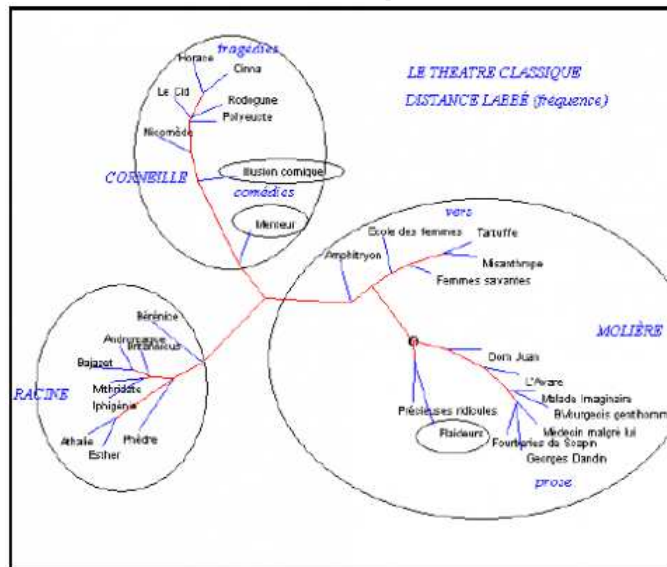 LE THEATRE CLASSIQUE
DISTANCE LABBÉ (fréquence)
tragédies
Horace
Cinna
Le Cid
Rodogune
Polyeucte
Nicomède
CORNEILLE
Illusion comique
comédies
Menteur
vers
Ecole des femmes
Tartuffe
Amphitryon
Misanthrope
Femmes savantes
MOLIÈRE
Dom Juan
L'Avare
Malade Imaginaire
Médecin malgré lui
Précieuses ridicules
Plaideurs
Fourberies de Scapin
Georges Dandin
prose
Bérénice
Andromaque
Britannicus
Bajazet
RACINE
Mithridate
Iphigénie
Athalie
Phèdre
Esther